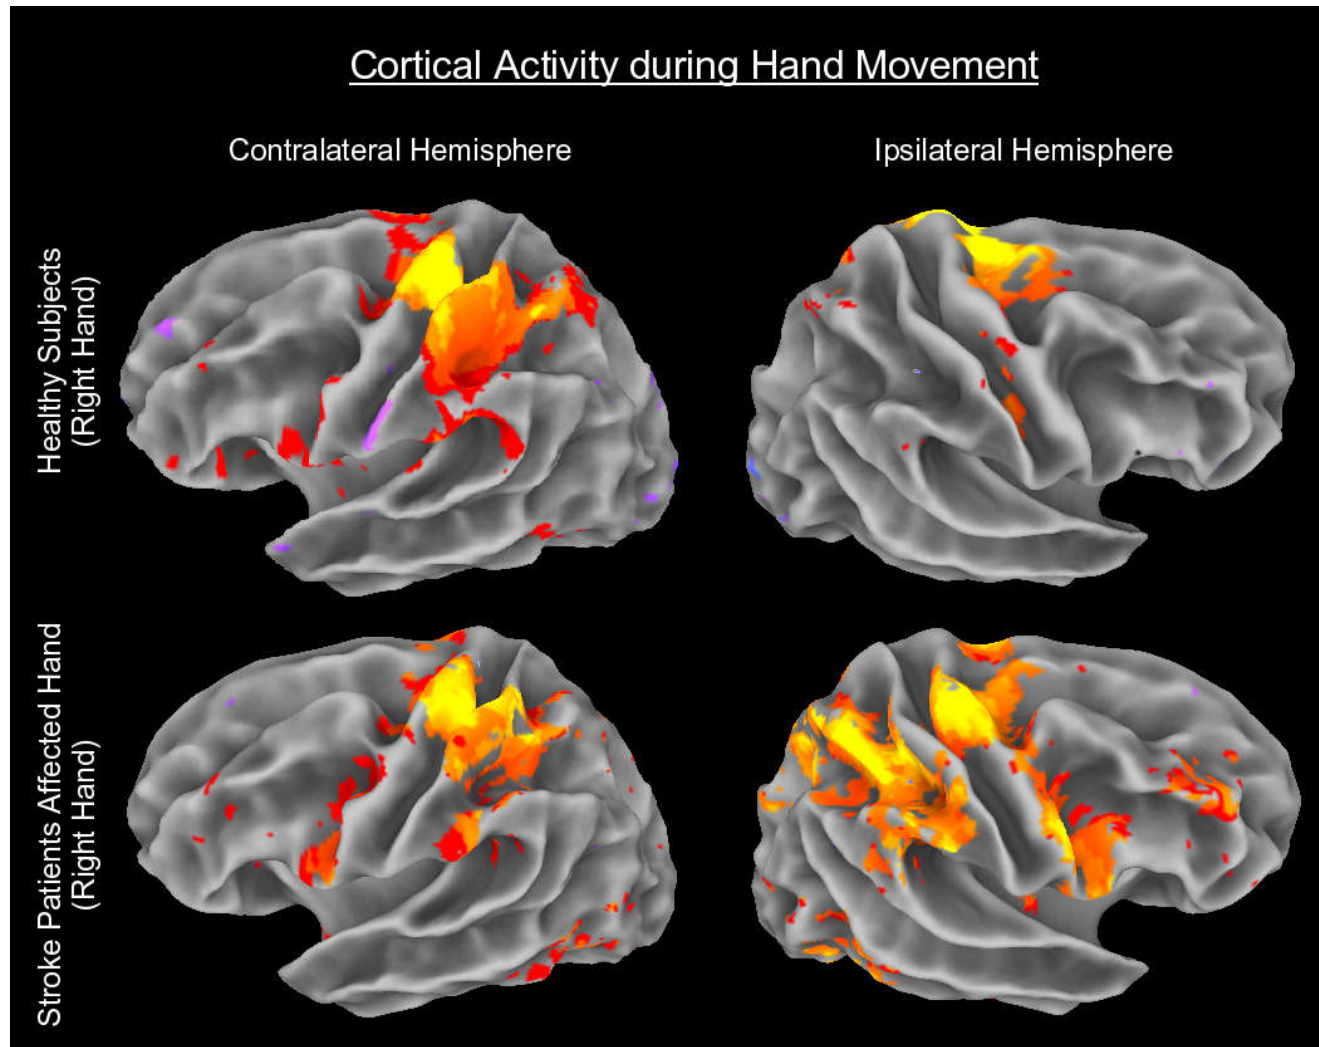 Cortical Activity during Hand Movement
Contralateral Hemisphere
Ipsilateral Hemisphere
Healthy Subjects
(Right Hand)
Stroke Patients Affected Hand
(Right Hand)